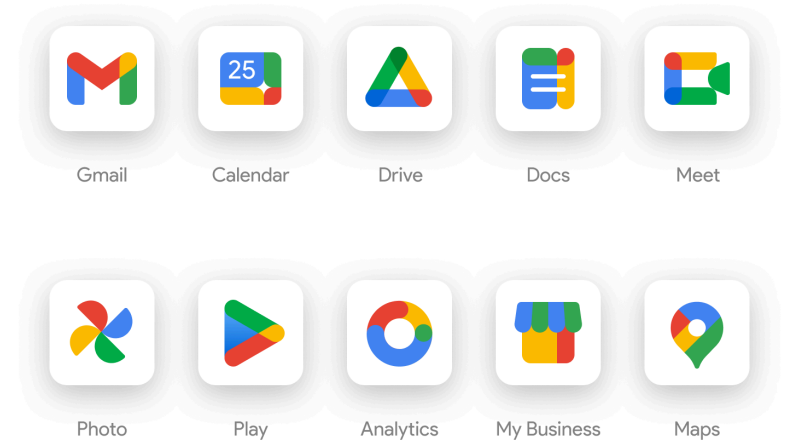 25
Gmail
Calendar
Drive
Docs
Meet
Photo
Play
Analytics
My Business
Maps